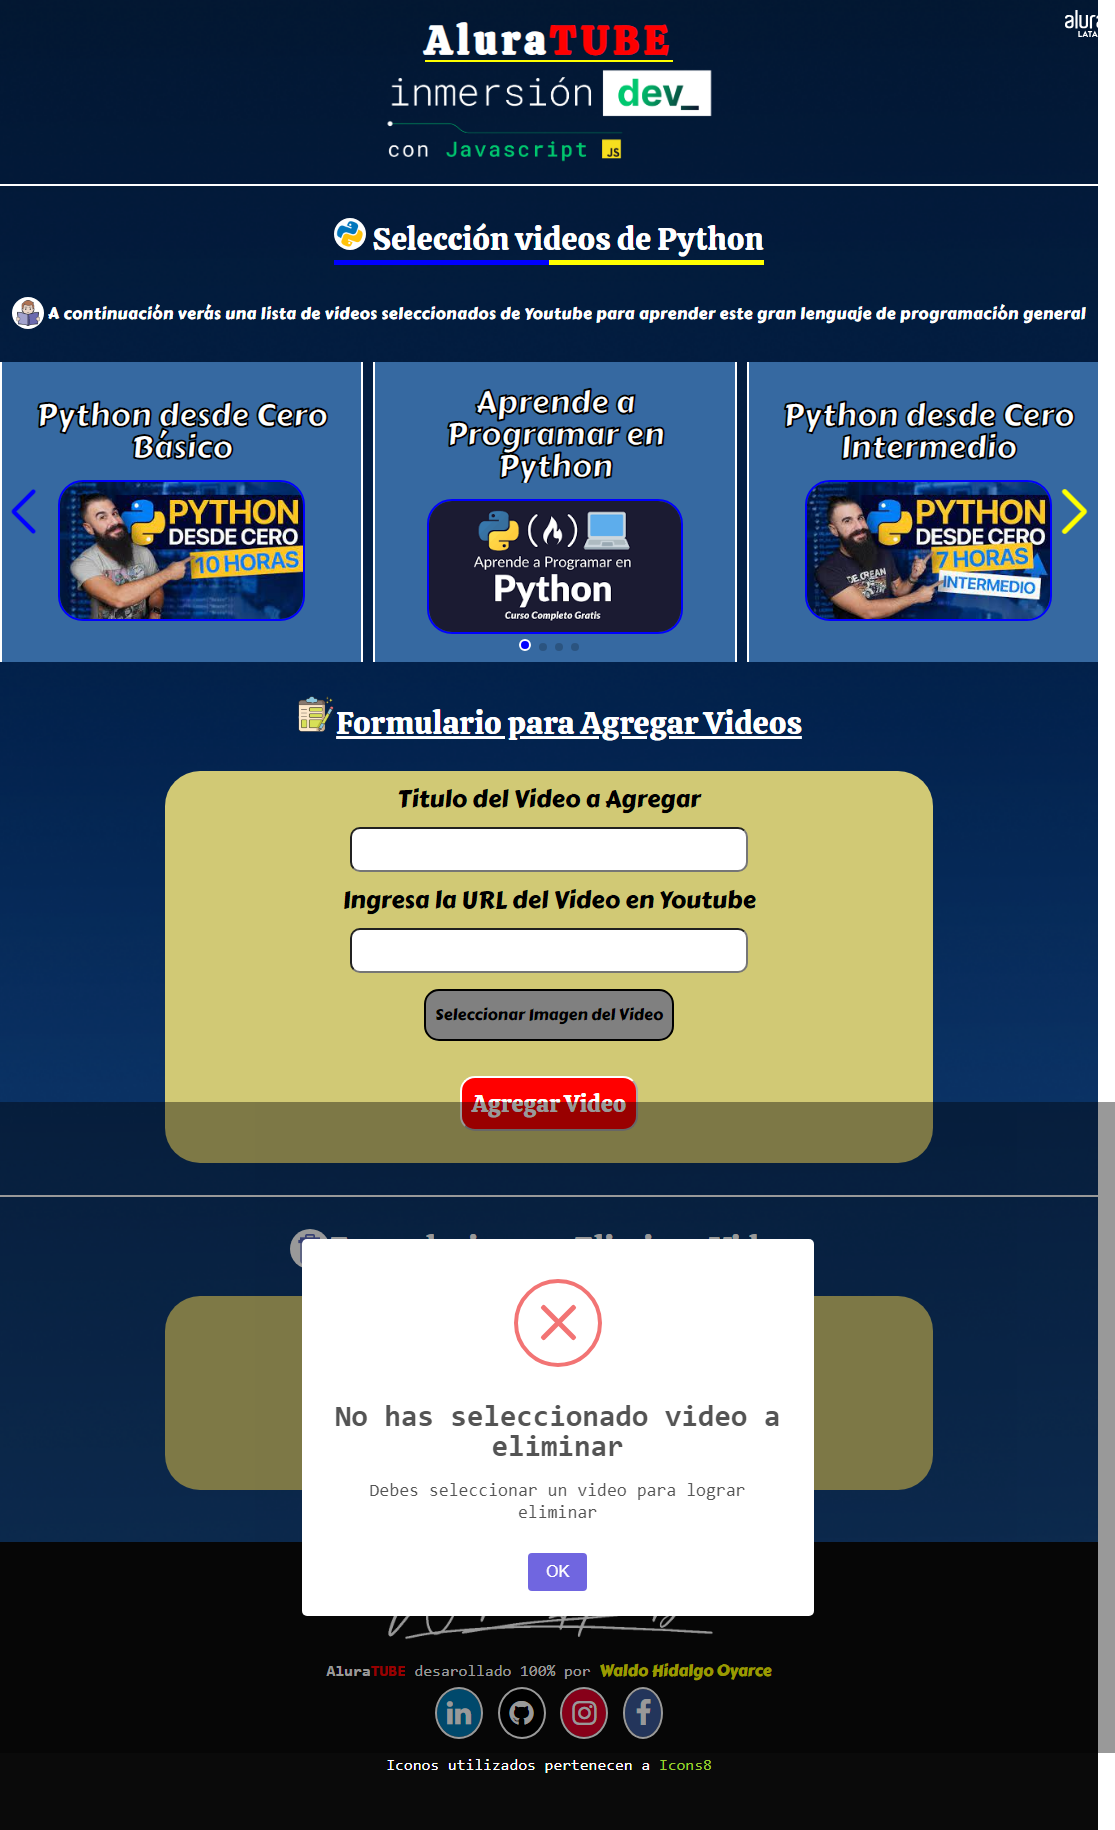 AluraTUBE
alura
LATA
inmersión dev_
con Javascript JS
Selección videos de Python
A continuación verás una lista de videos seleccionados de Youtube para aprender este gran lenguaje de programación general
Python desde Cero
Básico
PYTHON
DESDE CERO
10 HORAS
Aprende a
Programar en
Python
Aprende a Programar en
Python
Curso Completo Gratis
Python desde Cero
Intermedio
PYTHON
DESDE CERO
7 HORAS
INTERMEDIO
Formulario para Agregar Videos
Titulo del Video a Agregar
Ingresa la URL del Video en Youtube
Seleccionar Imagen del Video
Agregar Video
No has seleccionado video a
eliminar
Debes seleccionar un video para lograr
eliminar
OK
AluraTUBE desarollado 100% por Waldo Hidalgo Oyarce
Iconos utilizados pertenecen a Icons8